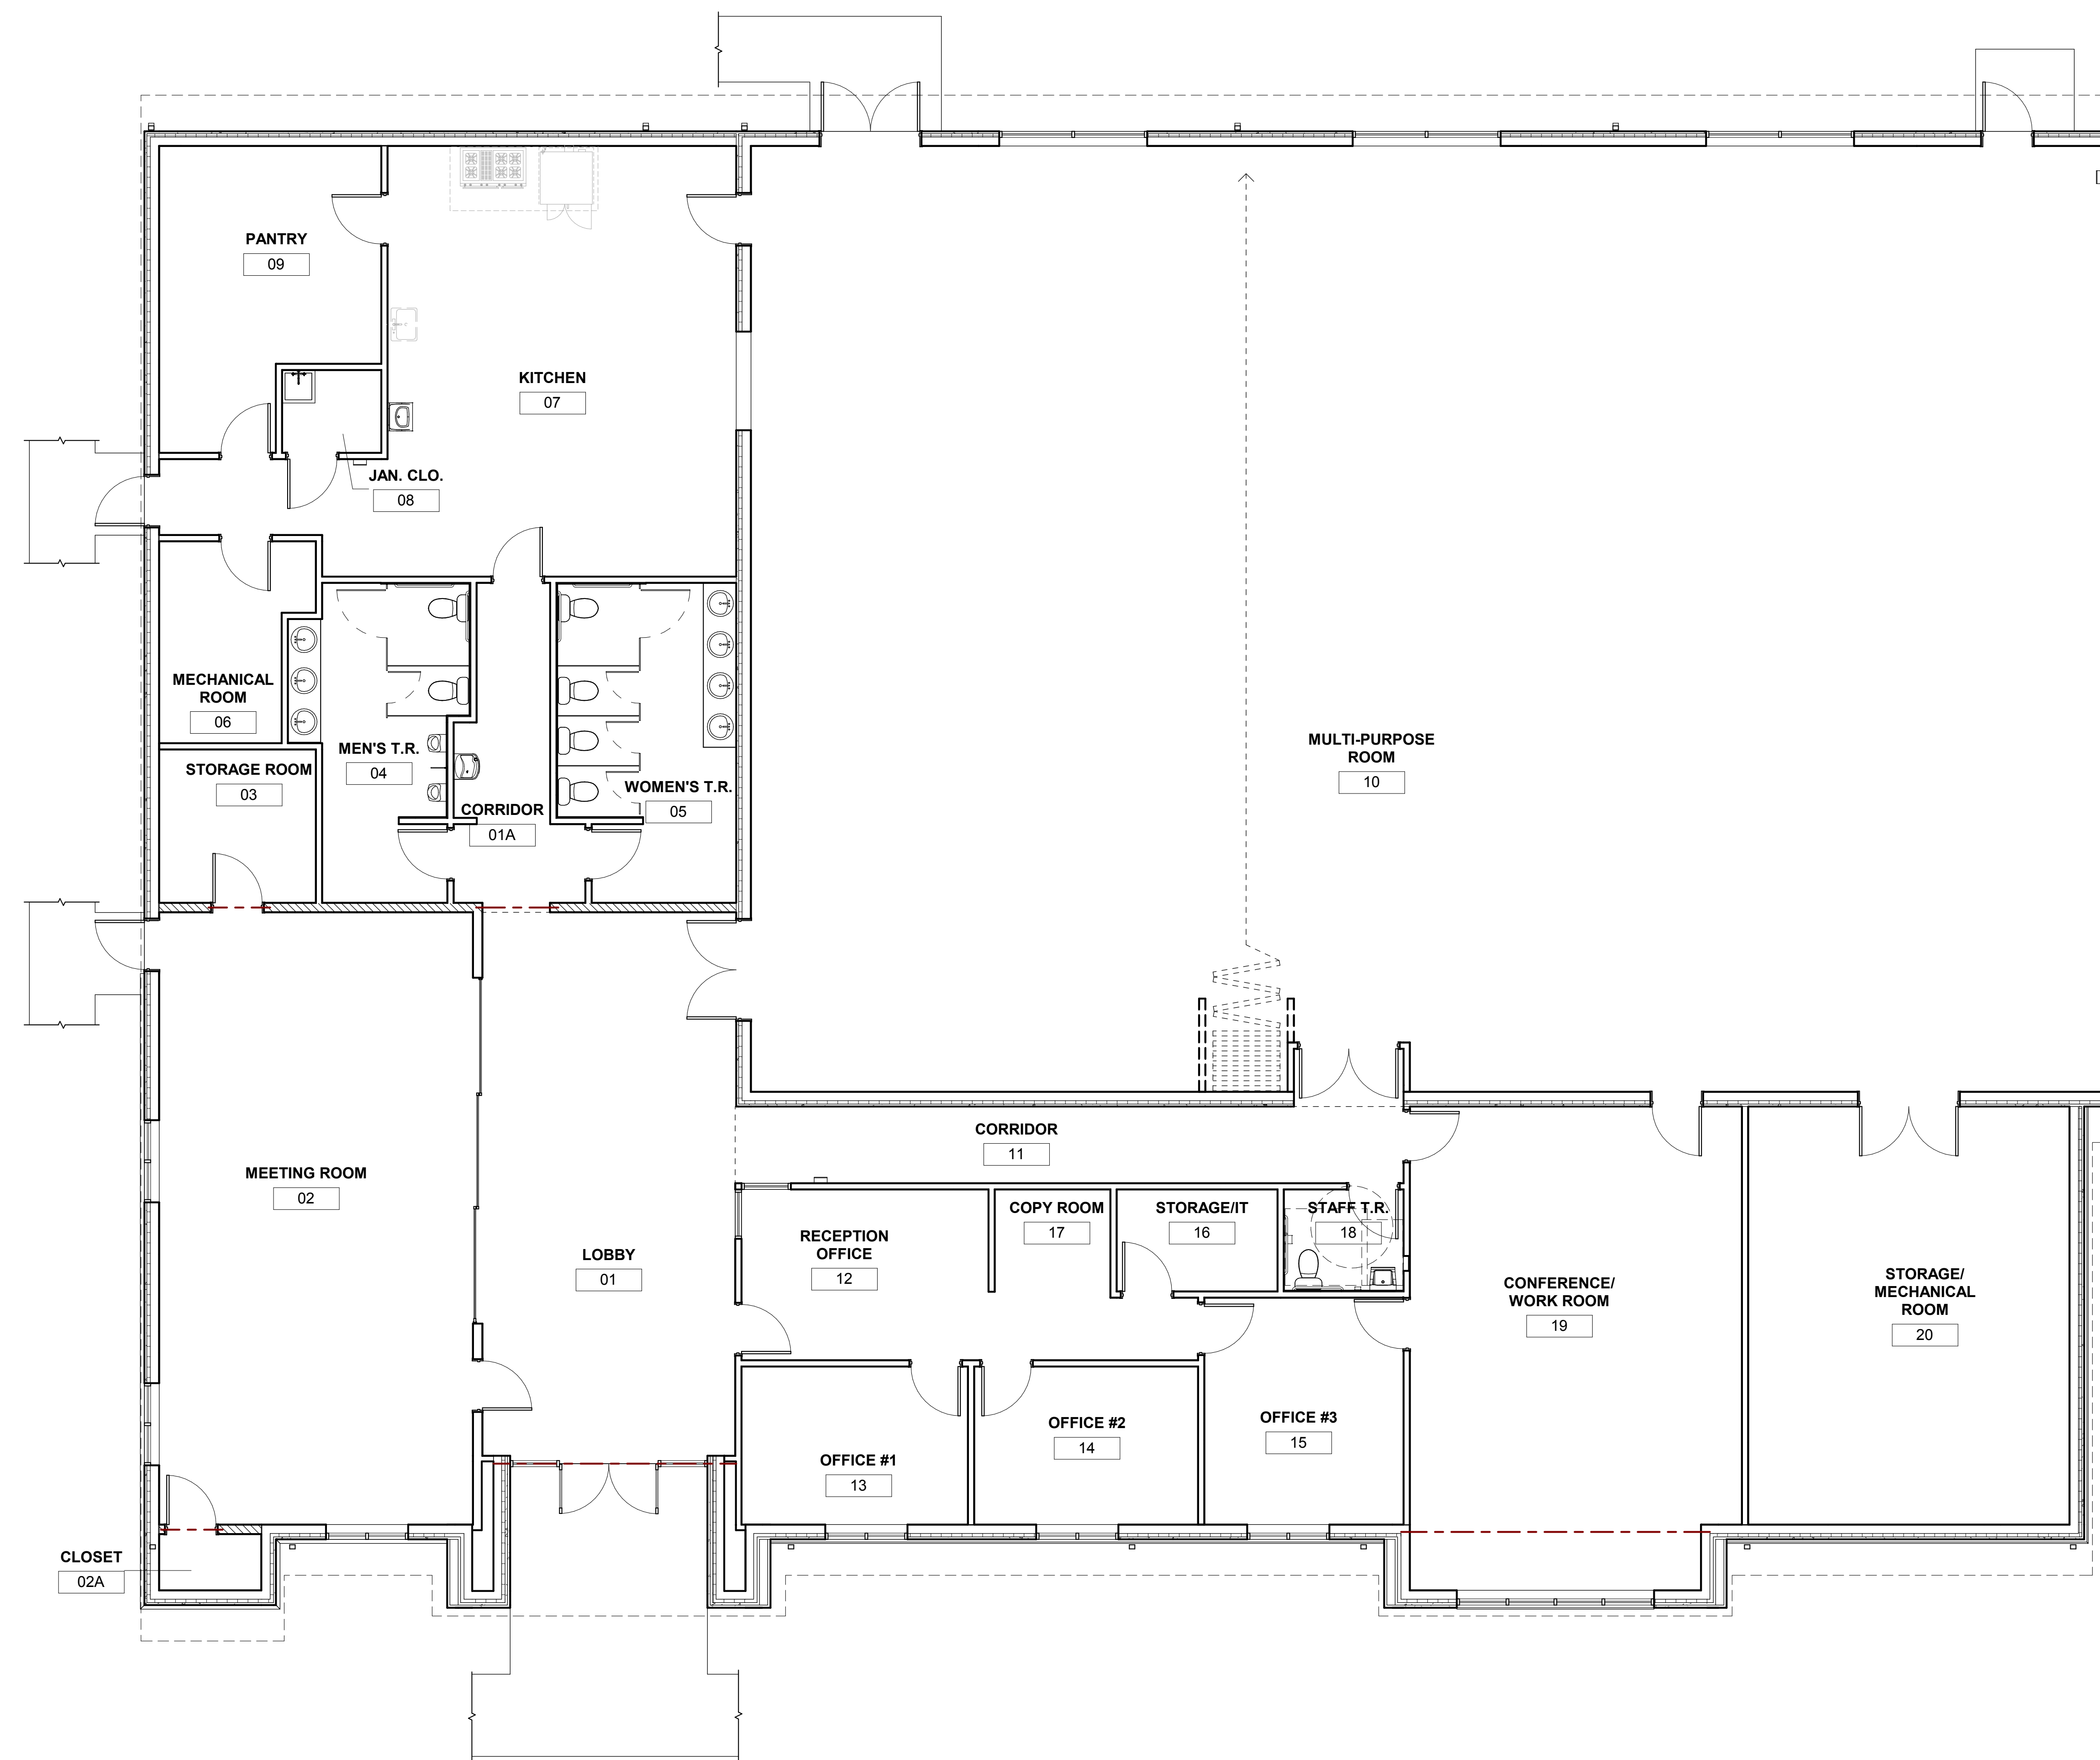 PANTRY
09
KITCHEN
07
JAN. CLO.
08
MECHANICAL
ROOM
06
MEN'S T.R.
04
STORAGE ROOM
03
WOMEN'S T.R.
05
CORRIDOR
01A
MULTI-PURPOSE
ROOM
10
CORRIDOR
11
MEETING ROOM
02
LOBBY
01
RECEPTION
OFFICE
12
COPY ROOM
17
STORAGE/IT
16
STAFF T.R.
18
CONFERENCE/
WORK ROOM
19
STORAGE/
MECHANICAL
ROOM
20
OFFICE #1
13
OFFICE #2
14
OFFICE #3
15
CLOSET
02A